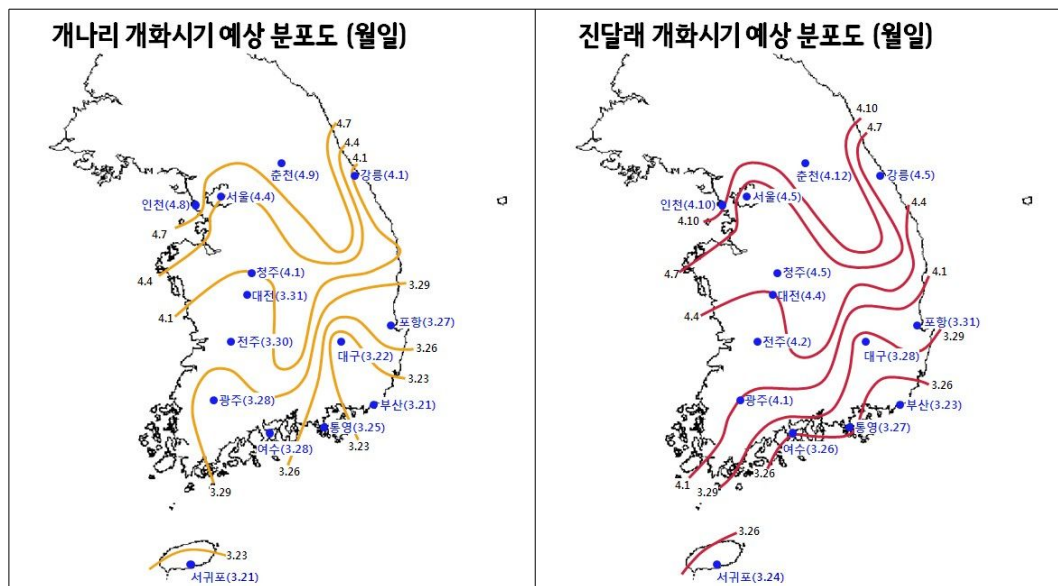 개나리 개화시기 예상 분포도 (월일)
4.7
4.4
4.1
춘천(4.9)
강릉(4.1)
서울(4.4)
인천(4.8)
4.7
4.4
청주(4.1)
대전(3.31)
3.29
4.1
포항(3.27)
전주(3.30)
3.26
대구(3.22)
3.23
광주(3.28)
부산(3.21)
통영(3.25)
3.23
여수(3.28)
3.26
3.29
3.23
서귀포(3.21)
진달래 개화시기 예상 분포도 (월일)
4.10
4.7
춘천(4.12)
강릉(4.5)
서울(4.5)
인천(4.10)
4.4
4.10
4.7
청주(4.5)
4.1
대전(4.4)
4.4
포항(3.31)
3.29
전주(4.2)
대구(3.28)
3.26
광주(4.1)
부산(3.23)
통영(3.27)
여수(3.26)
3.26
4.1
3.29
3.26
서귀포(3.24)